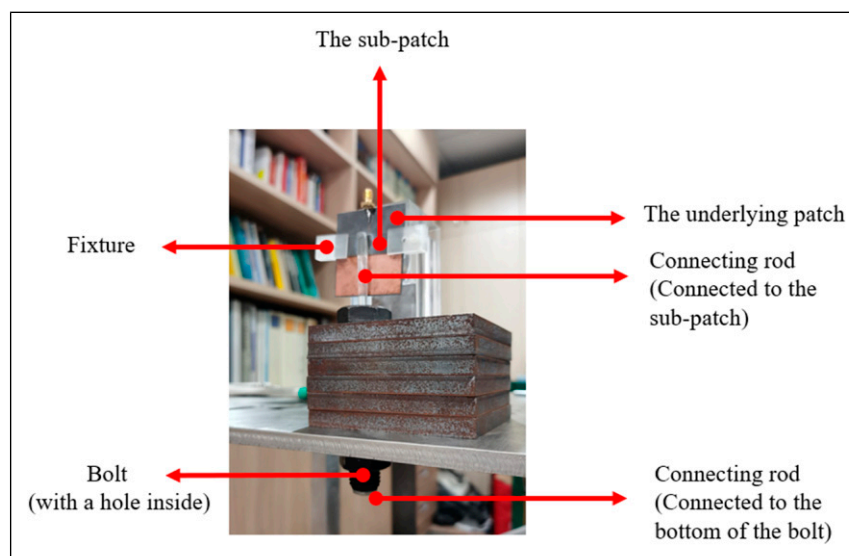 The sub-patch
The underlying patch
Fixture
Connecting rod
(Connected to the
sub-patch)
Bolt
(with a hole inside)
Connecting rod
(Connected to the
bottom of the bolt)